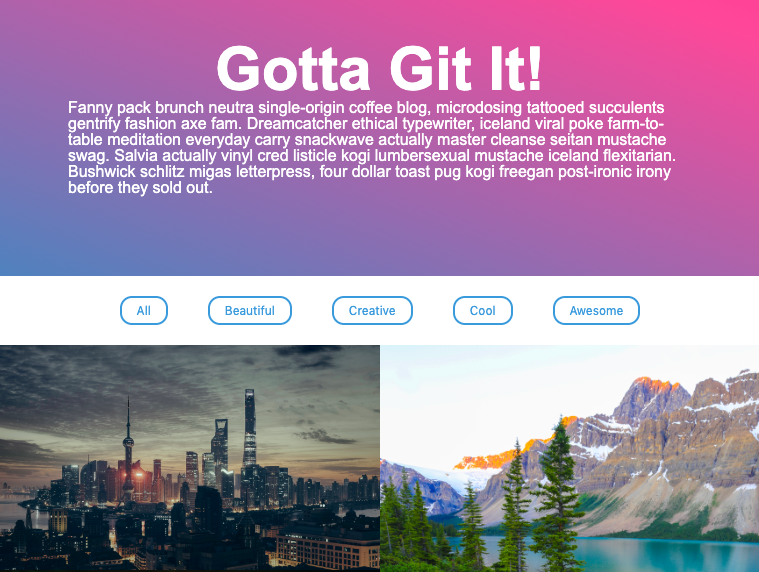 Gotta Git It!
Fanny pack brunch neutra single-origin coffee blog, microdosing tattooed succulents
gentrify fashion axe fam. Dreamcatcher ethical typewriter, iceland viral poke farm-to-
table meditation everyday carry snackwave actually master cleanse seitan mustache
swag. Salvia actually vinyl cred listicle kogi lumbersexual mustache iceland flexitarian.
Bushwick schlitz migas letterpress, four dollar toast pug kogi freegan post-ironic irony
before they sold out.
All Beautiful Creative Cool Awesome